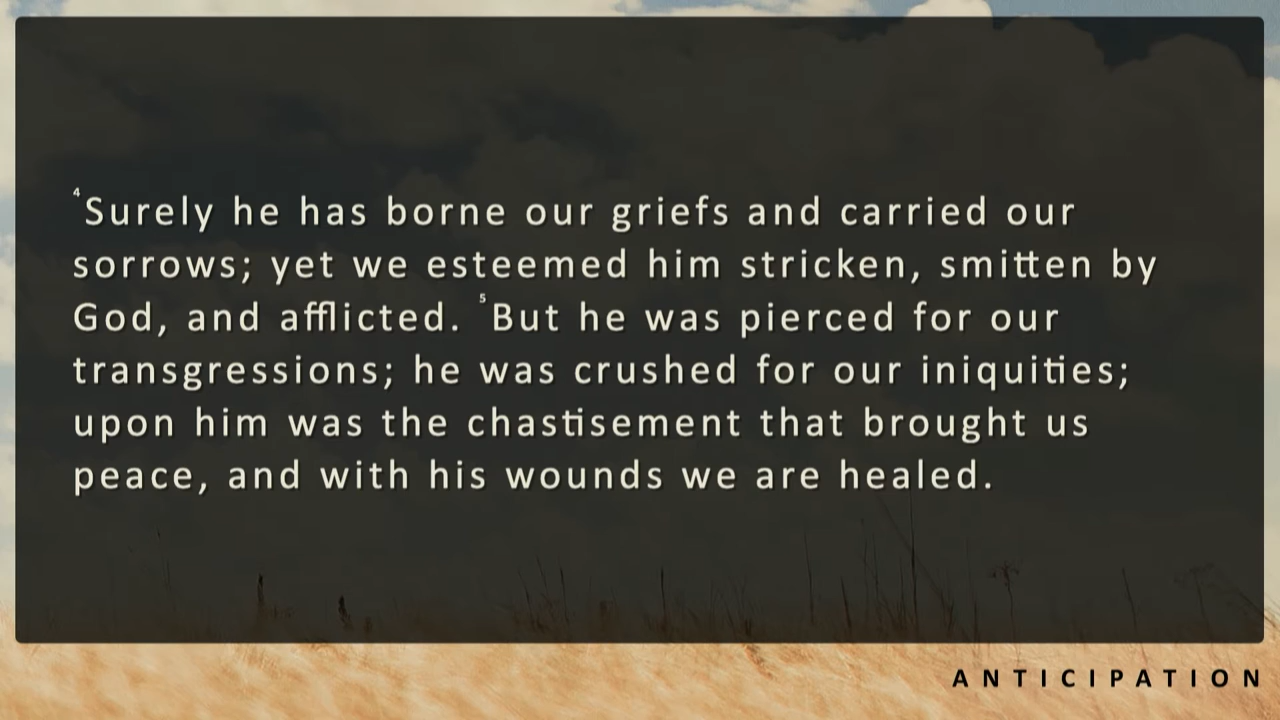 ⁴Surely he has borne our griefs and carried our
sorrows; yet we esteemed him stricken, smitten by
God, and afflicted. ⁵But he was pierced for our
transgressions; he was crushed for our iniquities;
upon him was the chastisement that brought us
peace, and with his wounds we are healed.
ANTICIPATION